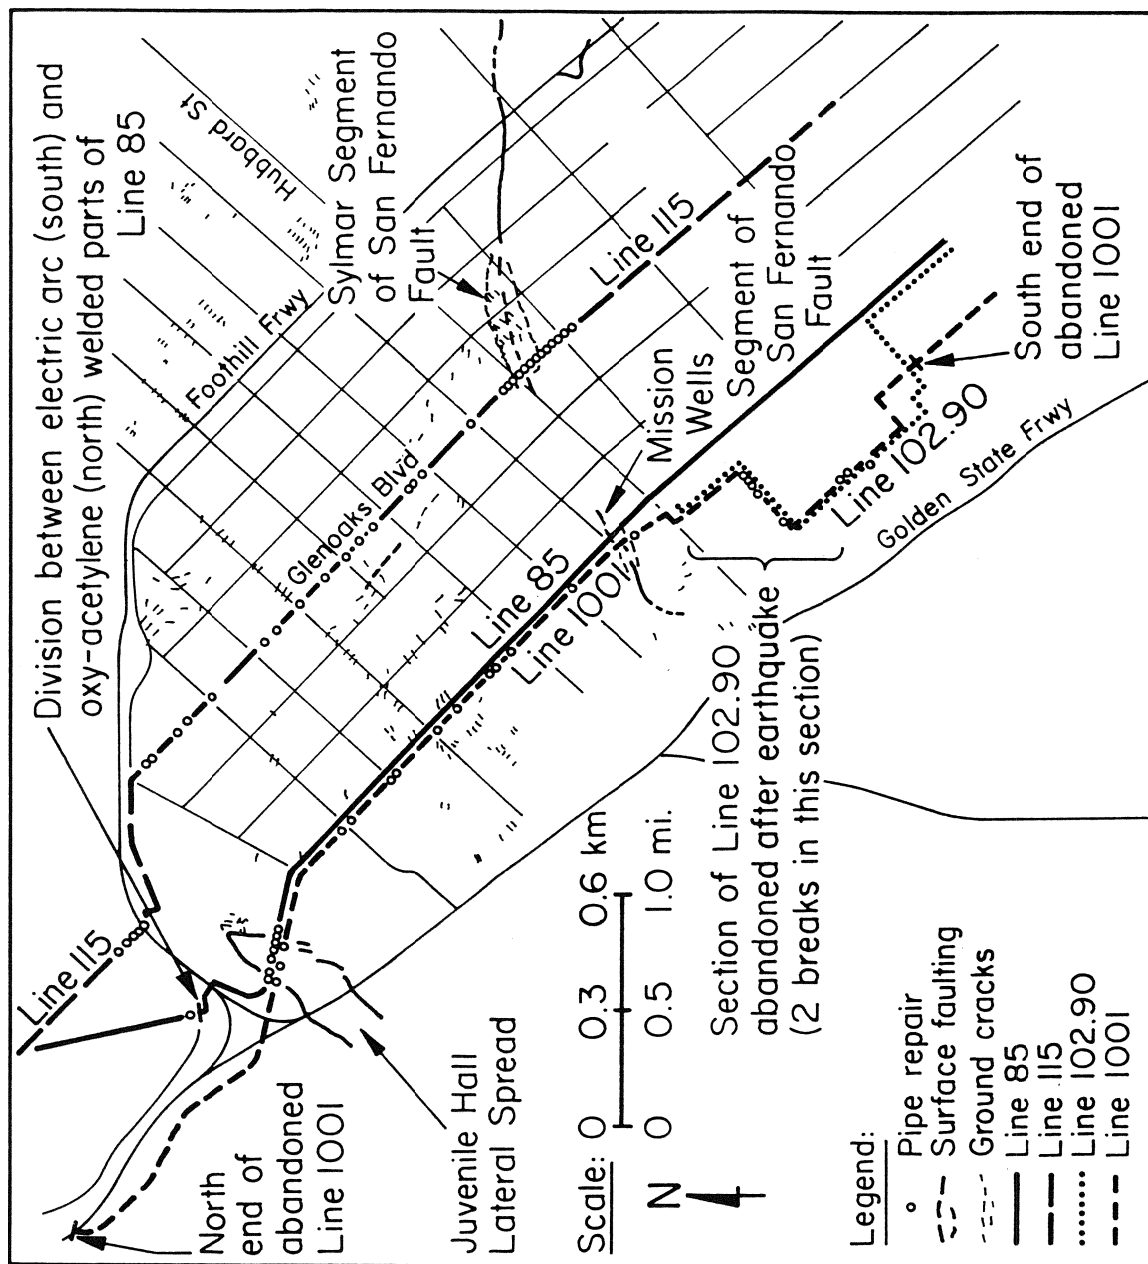 Division between electric arc (south) and
oxy-acetylene (north) welded parts of
Line 85
Hubbard St
Sylmar Segment
of San Fernando
Fault
Foothill Frwy
Line 115
Glenoaks Blvd
Line 115
Mission
Wells
Segment of
San Fernando
Fault
Line 85
Line 1001
South end of
abandoned
Line 1001
Line 102.90
Golden State Frwy
North
end of
abandoned
Line 1001
Juvenile Hall
Lateral Spread
Section of Line 102.90
abandoned after earthquake
(2 breaks in this section)
Scale:
0 0.3 0.6 km
0 0.5 1.0 mi.
N
Legend:
Pipe repair
Surface faulting
Ground cracks
Line 85
Line 115
Line 102.90
Line 1001